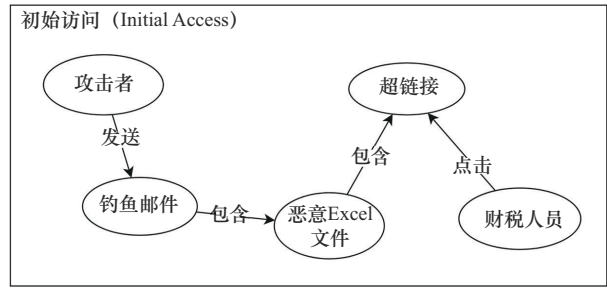 初始访问（Initial Access）
攻击者
超链接
发送
包含
点击
钓鱼邮件
包含
恶意Excel
文件
财税人员